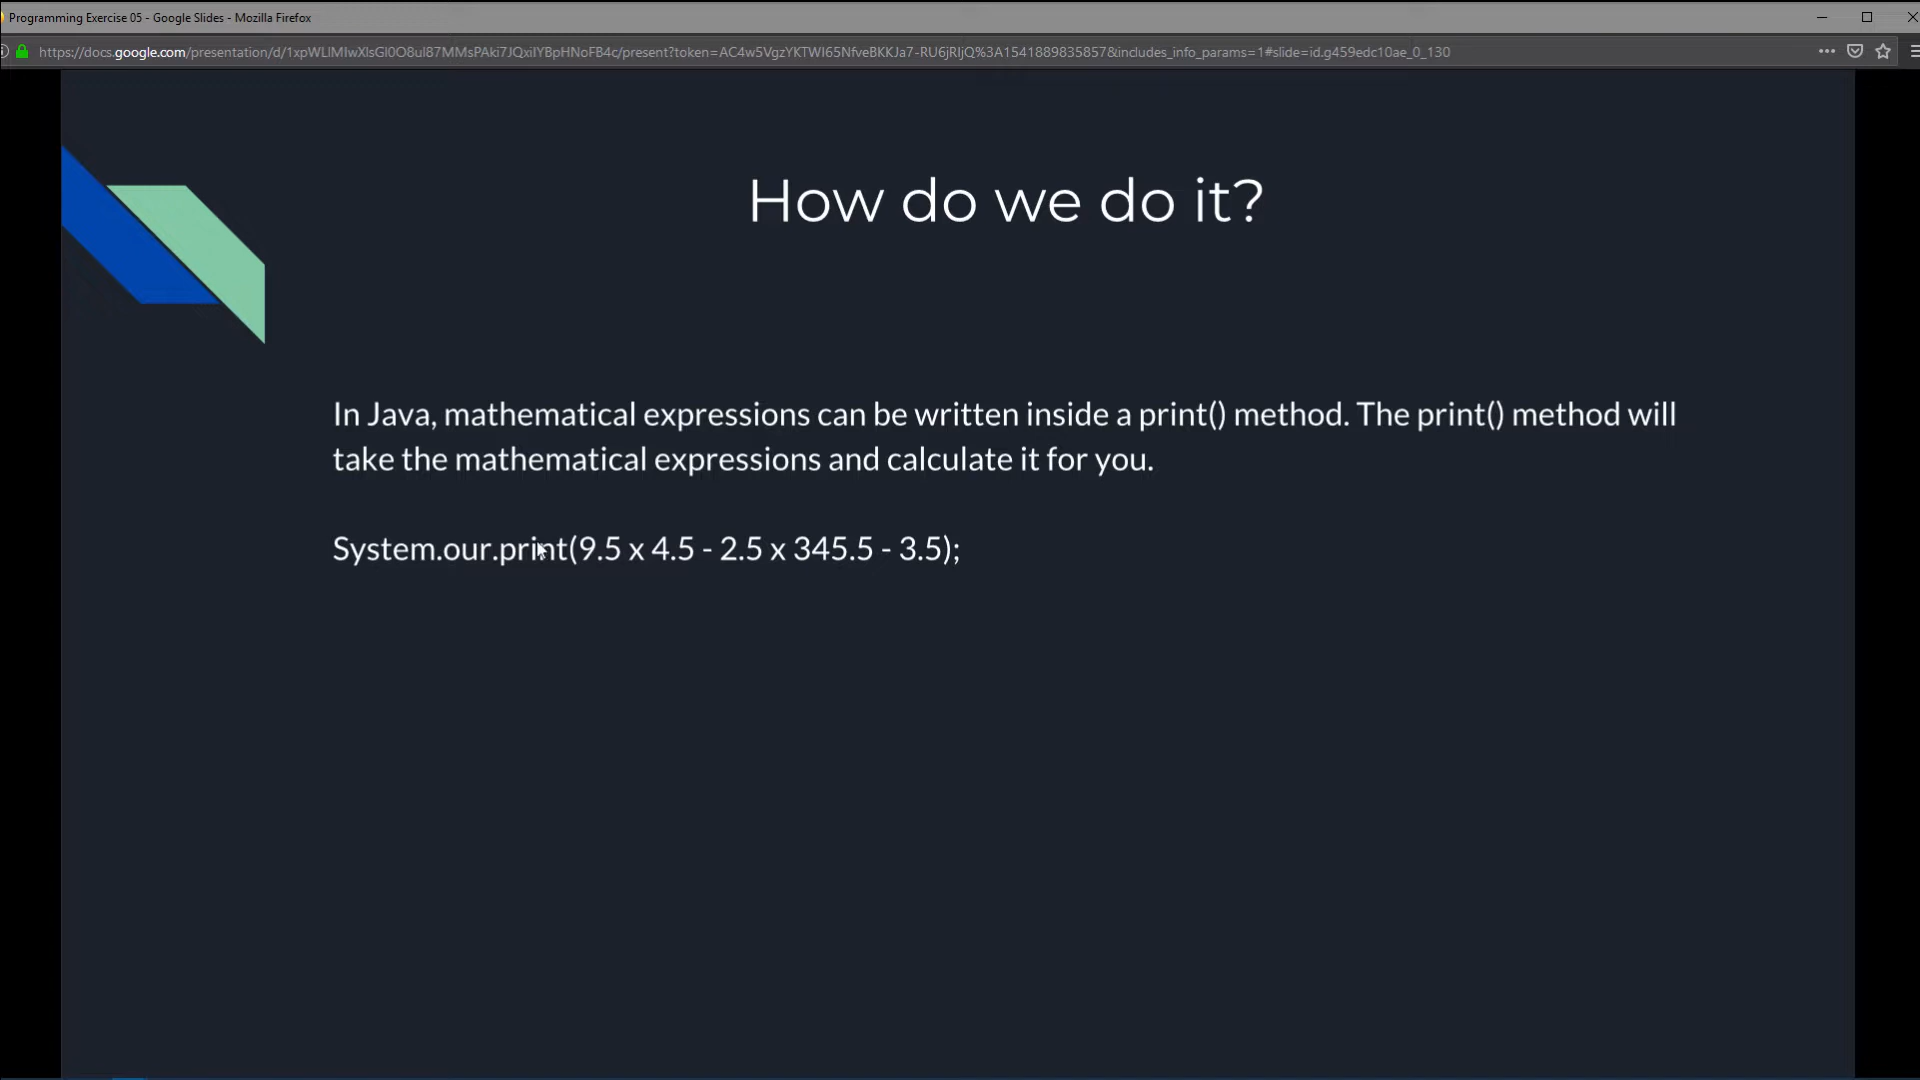 Programming Exercise 05 - Google Slides - Mozilla Firefox
https://docs.google.com/presentation/d/1xpWLlMIwXlsGl0O8ul87MMsPAki7JQxiIYBpHNoFB4c/present?token=AC4w5VgzYKTWI65NfveBKKJa7-RU6jRIjQ%3A1541889835857&includes_info_params=1#slide=id.g459edc10ae_0_130
How do we do it?
In Java, mathematical expressions can be written inside a print() method. The print() method will
take the mathematical expressions and calculate it for you.
System.our.print(9.5 x 4.5 - 2.5 x 345.5 - 3.5);